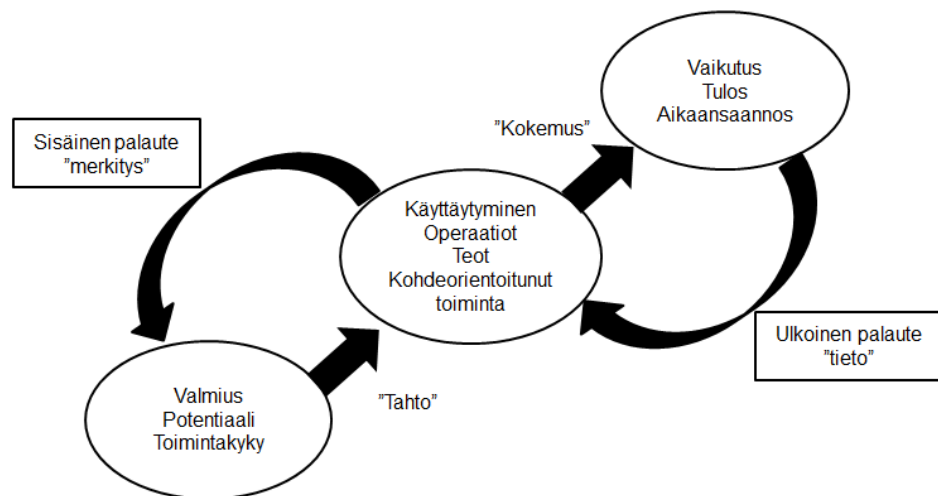 Vaikutus
Tulos
Aikaansaannos
"Kokemus"
Sisäinen palaute
"merkitys"
Käyttäytyminen
Operaatiot
Teot
Kohdeorientoitunut
toiminta
Ulkoinen palaute
"tieto"
"Tahto"
Valmius
Potentiaali
Toimintakyky